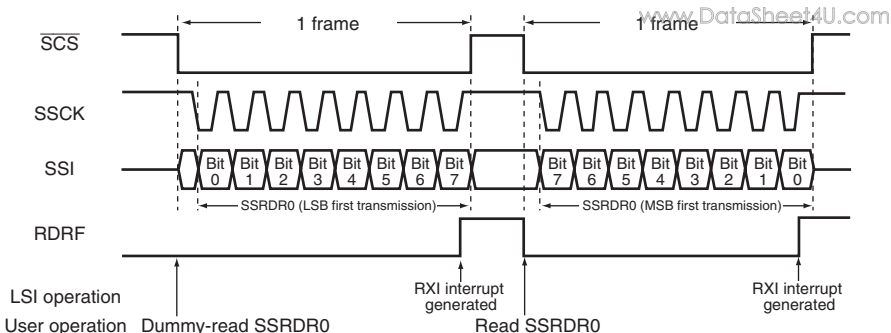 www.DataSheet4U.com
1 frame
1 frame
SCS
SSCK
SSI
Bit 0 Bit 1 Bit 2 Bit 3 Bit 4 Bit 5 Bit 6 Bit 7
Bit 7 Bit 6 Bit 5 Bit 4 Bit 3 Bit 2 Bit 1 Bit 0
SSRDR0 (LSB first transmission)
SSRDR0 (MSB first transmission)
RDRF
LSI operation
RXI interrupt
generated
RXI interrupt
generated
User operation Dummy-read SSRDR0 Read SSRDR0